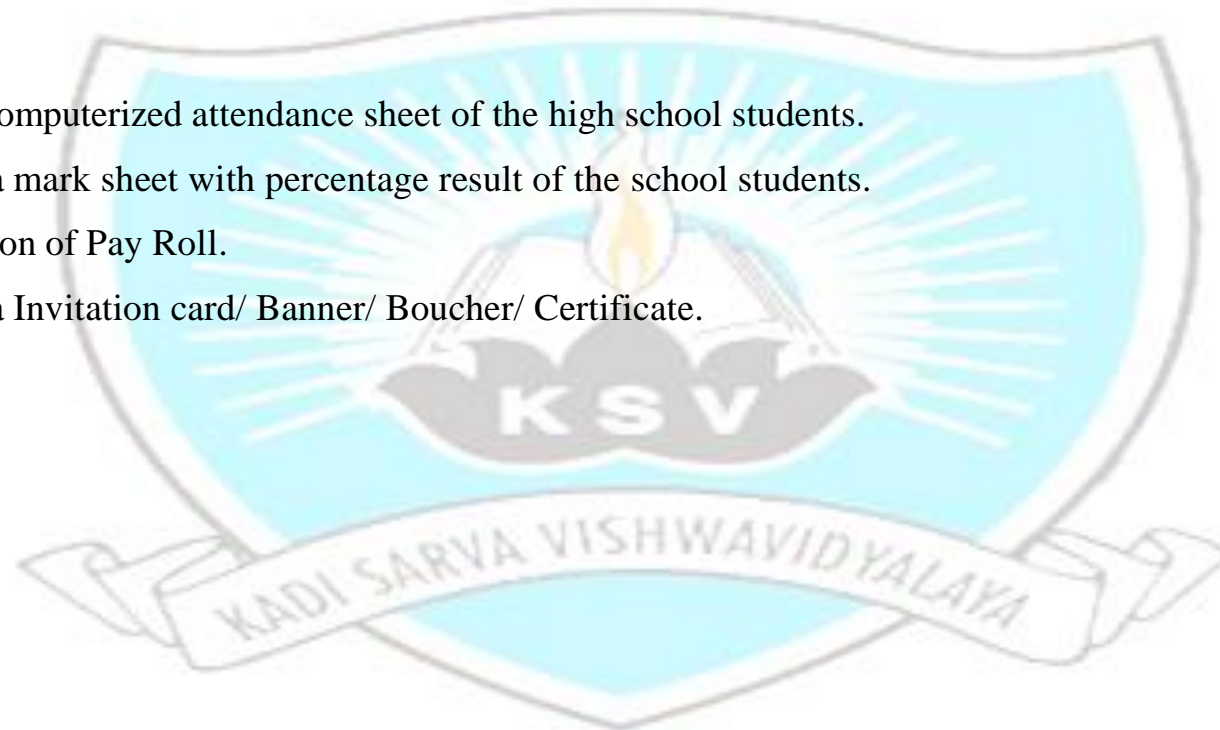 omputerized attendance sheet of the high school students.
a mark sheet with percentage result of the school students.
on of Pay Roll.
a Invitation card/ Banner/ Boucher/ Certificate.
KSV
KADI SARVA VISHWAVIDYALAYA